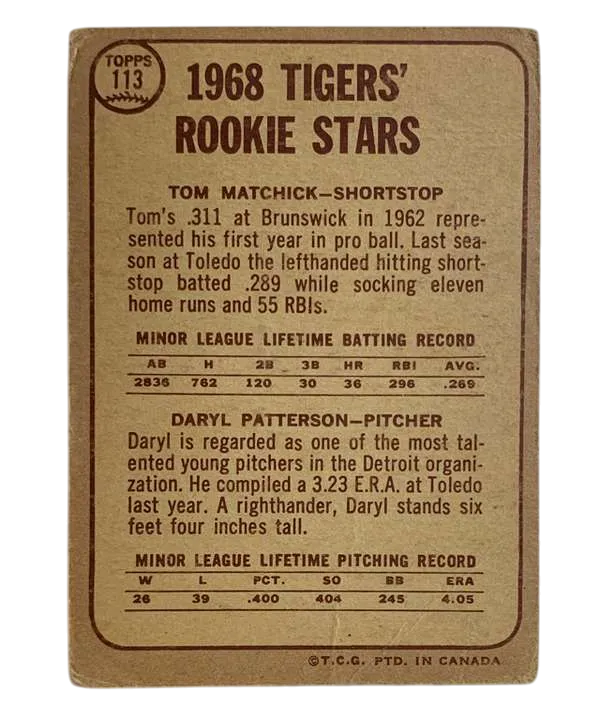 TOPPS
113
1968 TIGERS'
ROOKIE STARS
TOM MATCHICK—SHORTSTOP
Tom's .311 at Brunswick in 1962 repre-
sented his first year in pro ball. Last sea-
son at Toledo the lefthanded hitting short-
stop batted .289 while socking eleven
home runs and 55 RBIs.
MINOR LEAGUE LIFETIME BATTING RECORD
AB H 2B 3B HR RBI AVG.
2836 762 120 30 36 296 .269
DARYL PATTERSON—PITCHER
Daryl is regarded as one of the most tal-
ented young pitchers in the Detroit organi-
zation. He compiled a 3.23 E.R.A. at Toledo
last year. A righthander, Daryl stands six
feet four inches tall.
MINOR LEAGUE LIFETIME PITCHING RECORD
W L PCT. SO BB ERA
26 39 .400 404 245 4.05
©T.C.G. PTD. IN CANADA